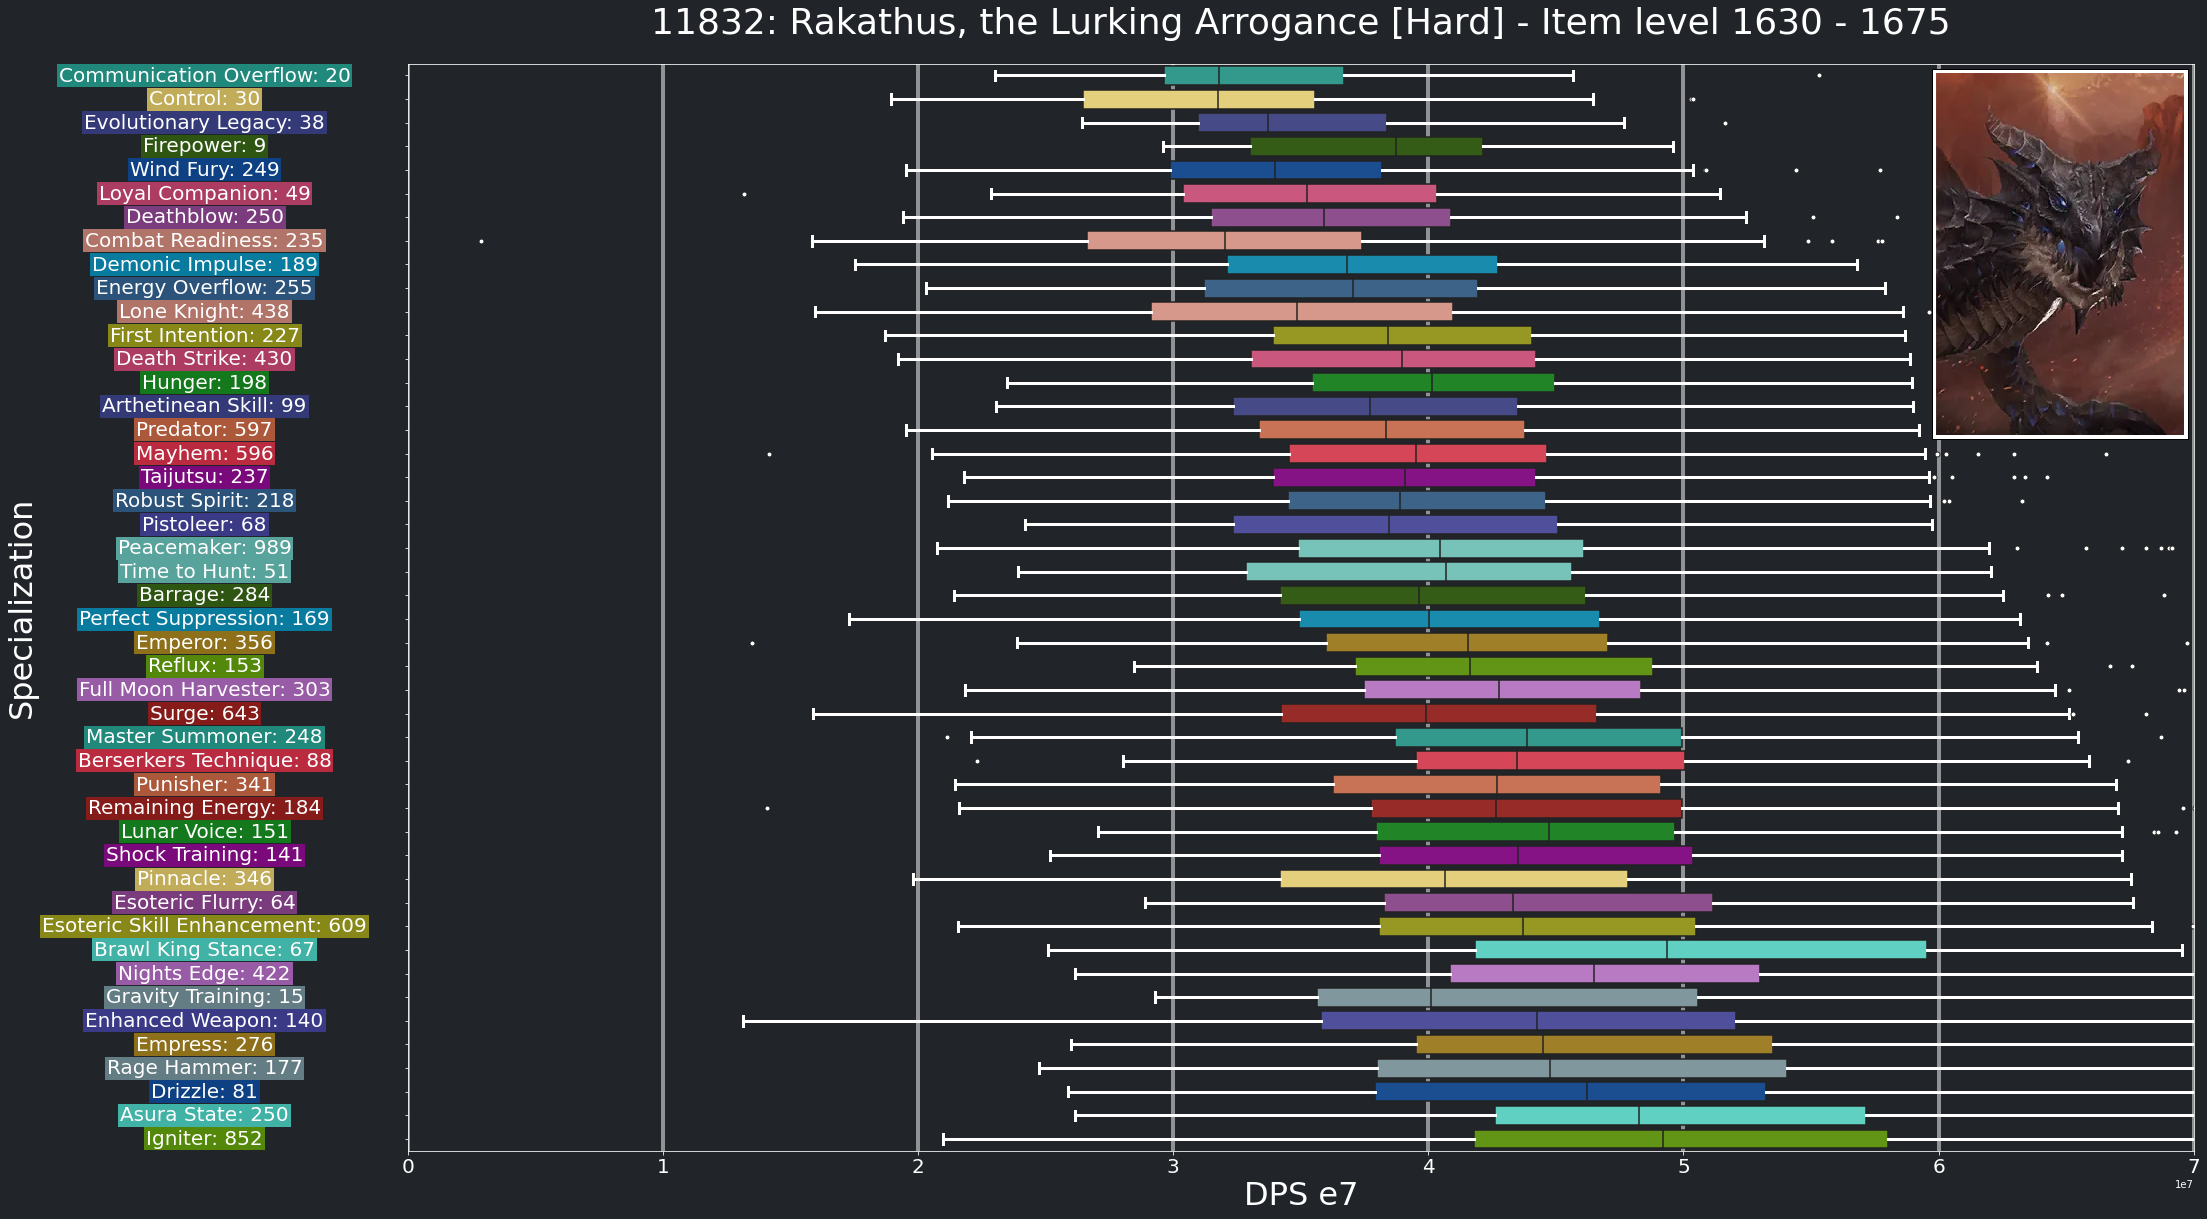 11832: Rakathus, the Lurking Arrogance [Hard] - Item level 1630 - 1675
Specialization
Communication Overflow: 20
Control: 30
Evolutionary Legacy: 38
Firepower: 9
Wind Fury: 249
Loyal Companion: 49
Deathblow: 250
Combat Readiness: 235
Demonic Impulse: 189
Energy Overflow: 255
Lone Knight: 438
First Intention: 227
Death Strike: 430
Hunger: 198
Arthetinean Skill: 99
Predator: 597
Mayhem: 596
Taijutsu: 237
Robust Spirit: 218
Pistoleer: 68
Peacemaker: 989
Time to Hunt: 51
Barrage: 284
Perfect Suppression: 169
Emperor: 356
Reflux: 153
Full Moon Harvester: 303
Surge: 643
Master Summoner: 248
Berserkers Technique: 88
Punisher: 341
Remaining Energy: 184
Lunar Voice: 151
Shock Training: 141
Pinnacle: 346
Esoteric Flurry: 64
Esoteric Skill Enhancement: 609
Brawl King Stance: 67
Nights Edge: 422
Gravity Training: 15
Enhanced Weapon: 140
Empress: 276
Rage Hammer: 177
Drizzle: 81
Asura State: 250
Igniter: 852
0 1 2 3 4 5 6 7
1e7
DPS e7